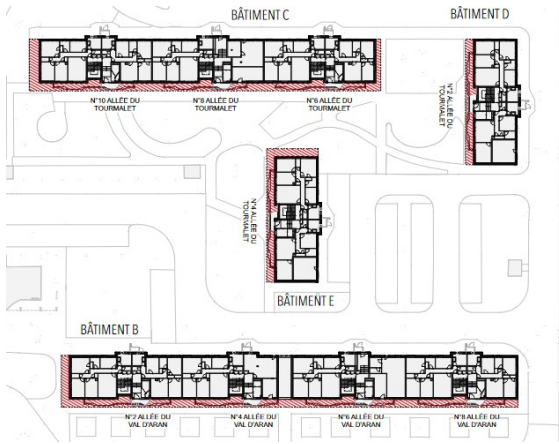 BÂTIMENT C
BÂTIMENT D
N°10 ALLÉE DU
TOURMALET
N°8 ALLÉE DU
TOURMALET
N°6 ALLÉE DU
TOURMALET
N°2 ALLÉE DU
TOURMALET
N°4 ALLÉE DU
TOURMALET
BÂTIMENT E
BÂTIMENT B
N°2 ALLÉE DU
VAL D'ARAN
N°4 ALLÉE DU
VAL D'ARAN
N°6 ALLÉE DU
VAL D'ARAN
N°8 ALLÉE DU
VAL D'ARAN